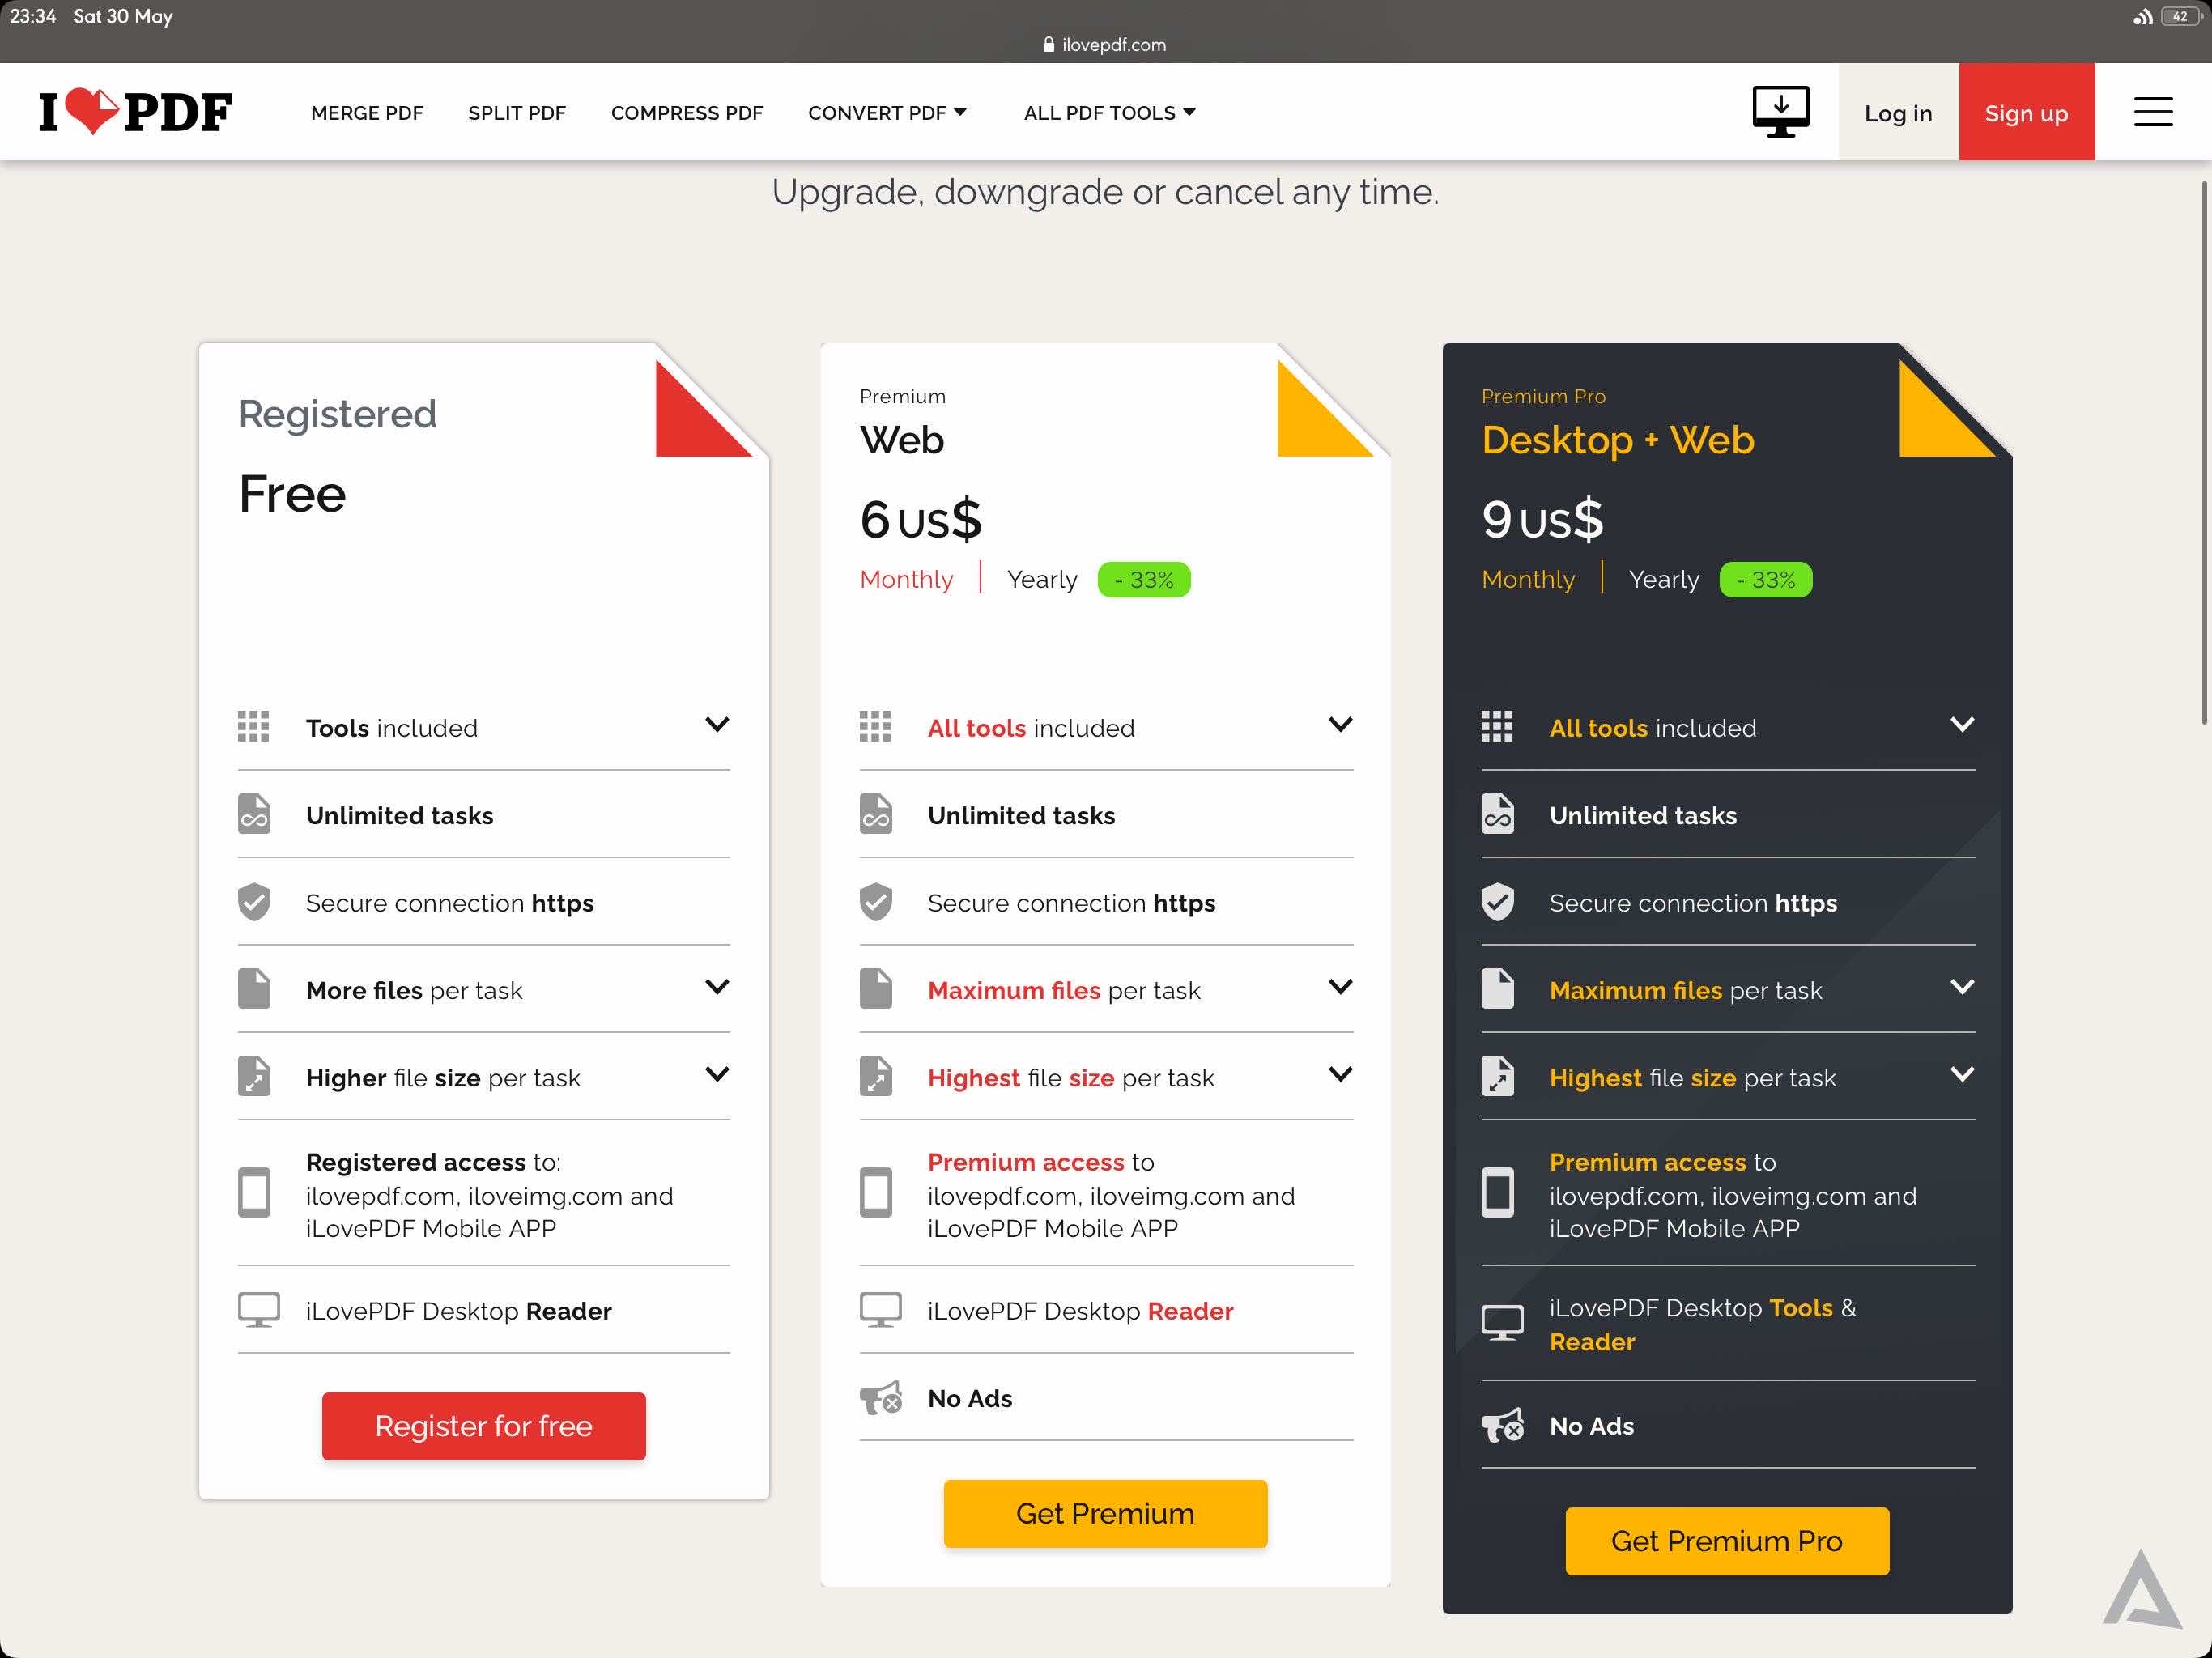 23:34 Sat 30 May
42
ilovepdf.com
I PDF
MERGE PDF
SPLIT PDF
COMPRESS PDF
CONVERT PDF
ALL PDF TOOLS
Log in
Sign up
Upgrade, downgrade or cancel any time.
Registered
Free
Tools included
Unlimited tasks
Secure connection https
More files per task
Higher file size per task
Registered access to:
ilovepdf.com, iloveimg.com and
iLovePDF Mobile APP
iLovePDF Desktop Reader
Register for free
Premium
Web
6 US$
Monthly
Yearly
- 33%
All tools included
Unlimited tasks
Secure connection https
Maximum files per task
Highest file size per task
Premium access to
ilovepdf.com, iloveimg.com and
iLovePDF Mobile APP
iLovePDF Desktop Reader
No Ads
Get Premium
Premium Pro
Desktop + Web
9 US$
Monthly
Yearly
- 33%
All tools included
Unlimited tasks
Secure connection https
Maximum files per task
Highest file size per task
Premium access to
ilovepdf.com, iloveimg.com and
iLovePDF Mobile APP
iLovePDF Desktop Tools &
Reader
No Ads
Get Premium Pro